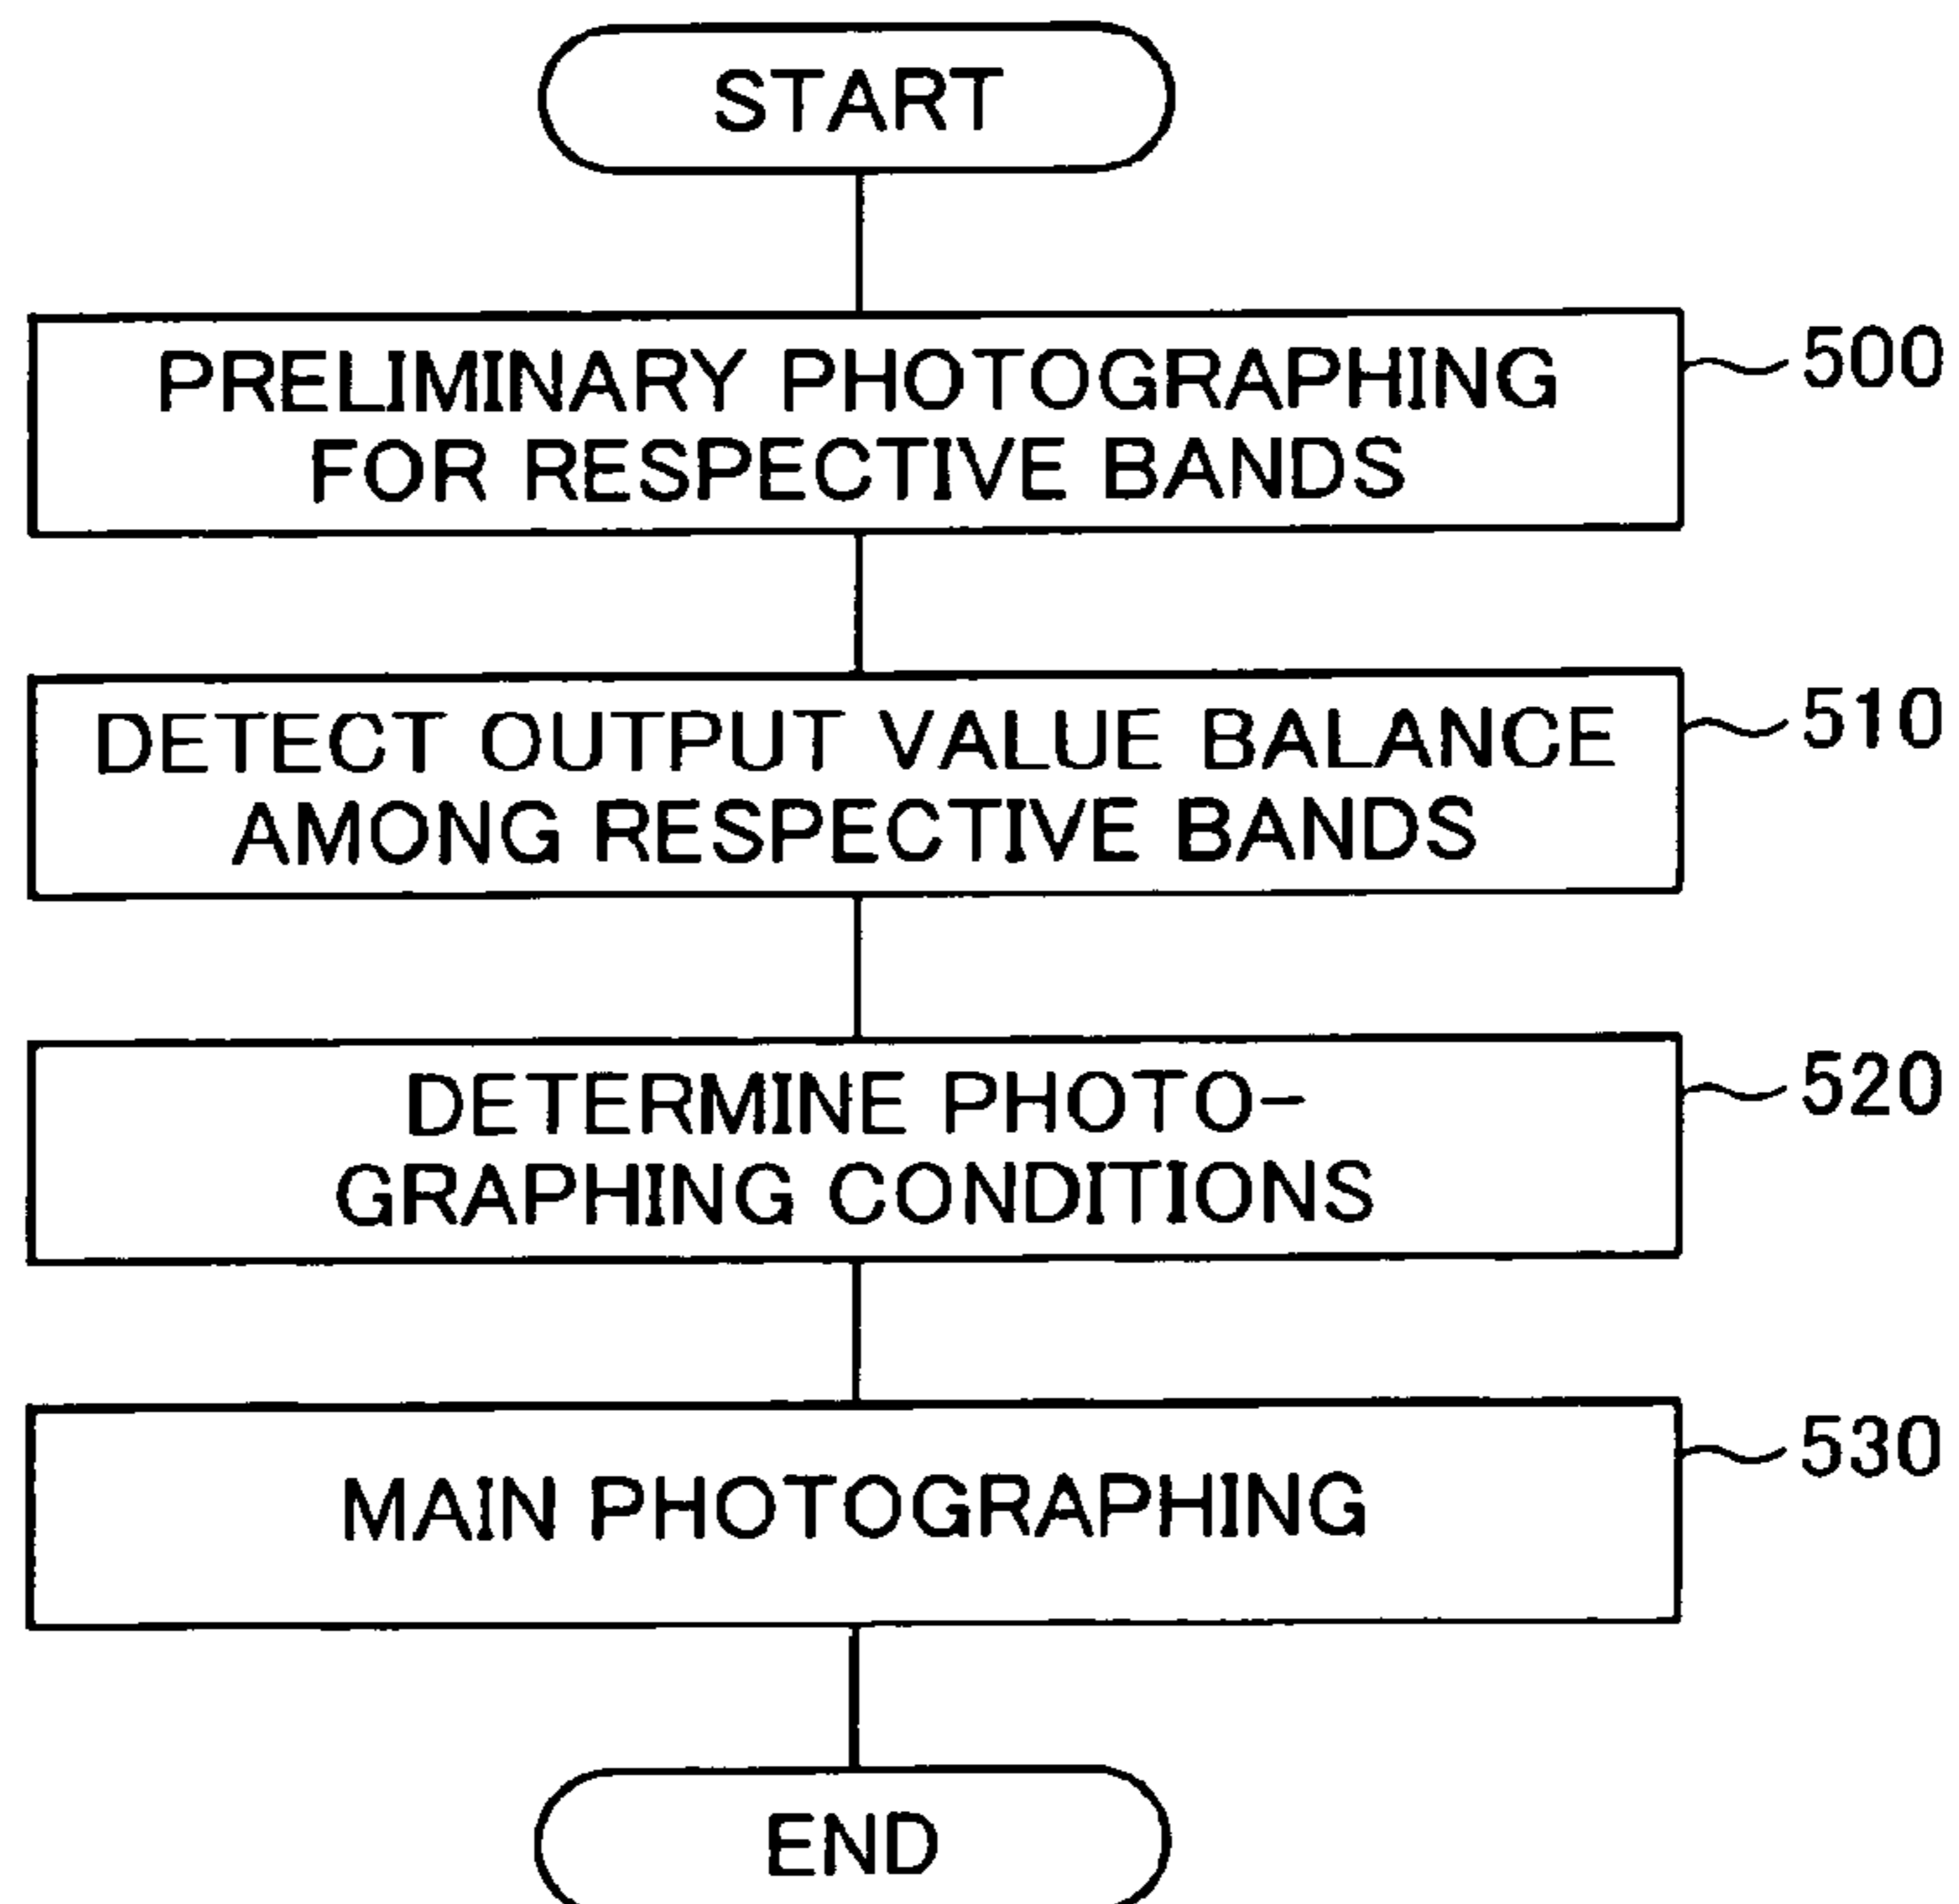 START
PRELIMINARY PHOTOGRAPHING
FOR RESPECTIVE BANDS
500
DETECT OUTPUT VALUE BALANCE
AMONG RESPECTIVE BANDS
510
DETERMINE PHOTO-
GRAPHING CONDITIONS
520
MAIN PHOTOGRAPHING
530
END